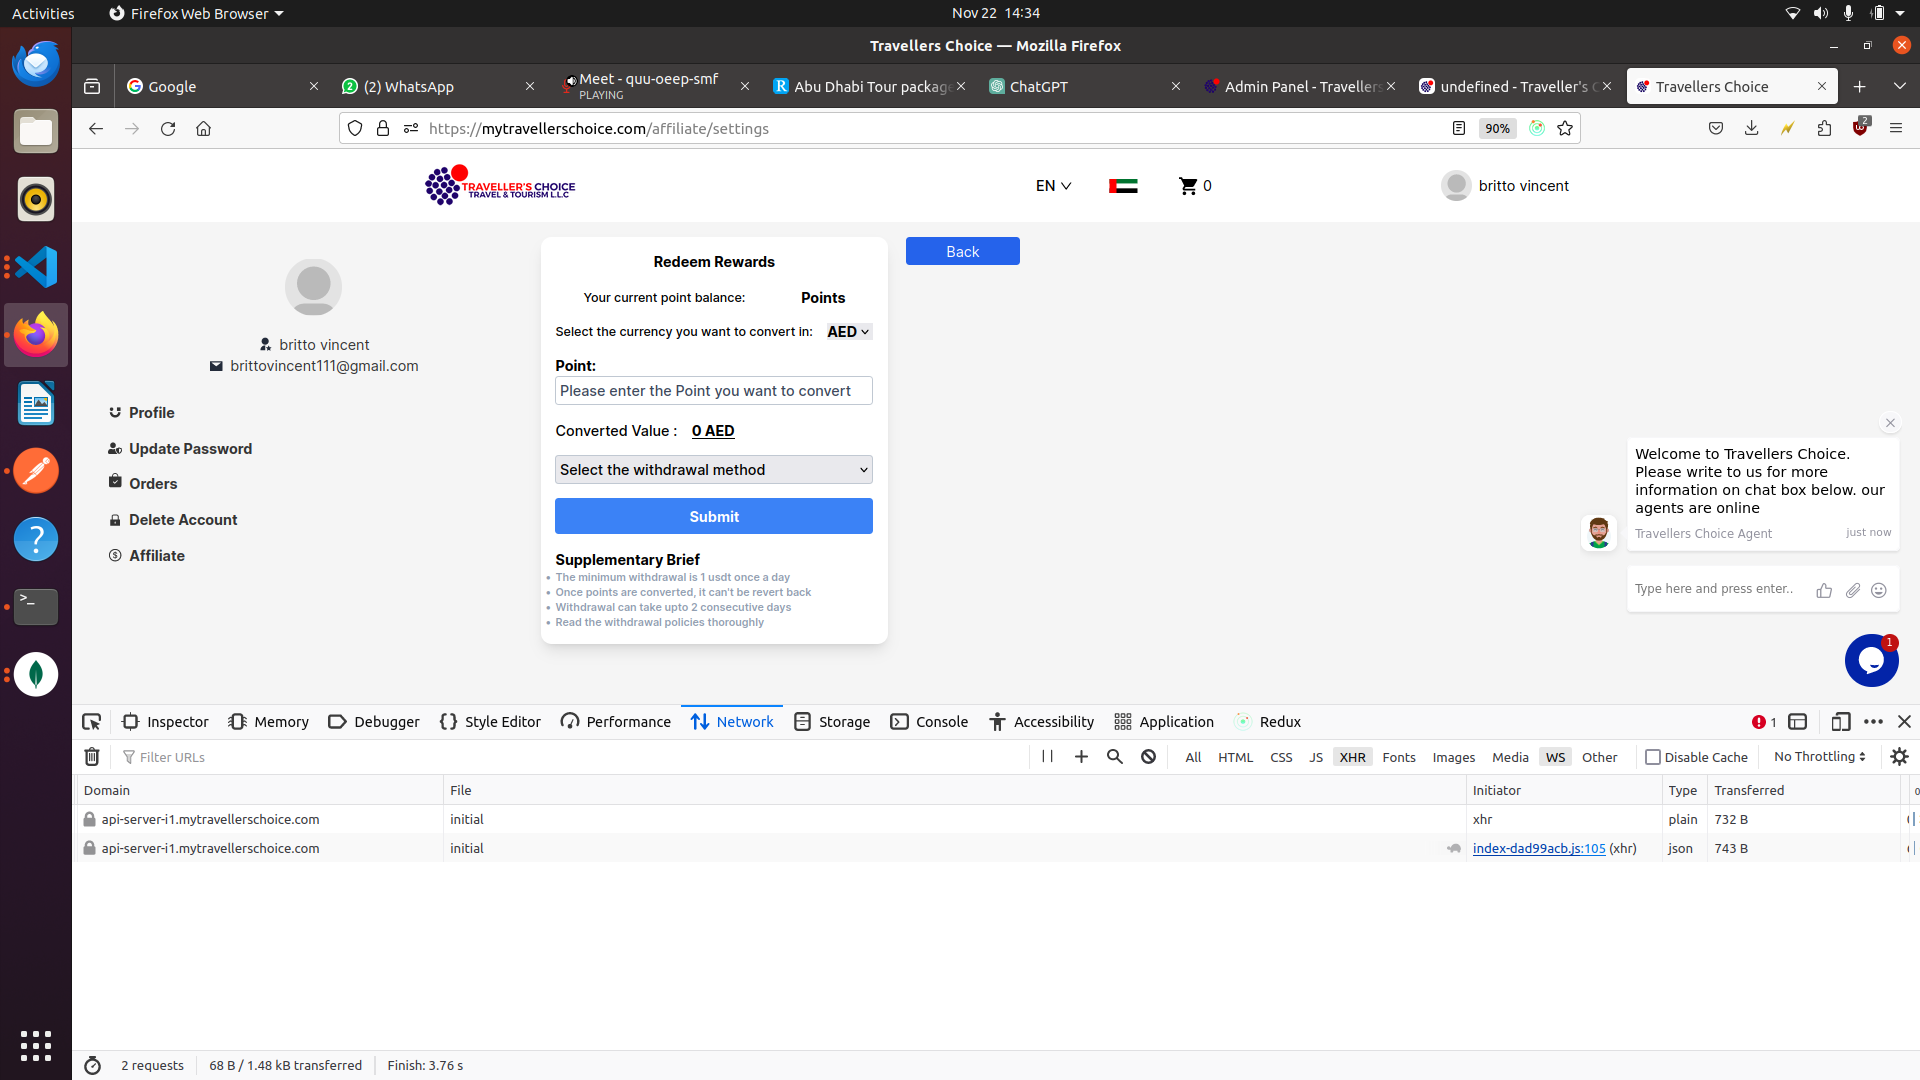 Activities
Firefox Web Browser
Nov 22 14:34
Travellers Choice — Mozilla Firefox
Google
(2) WhatsApp
Meet - quu-oeep-smf
PLAYING
Abu Dhabi Tour package
ChatGPT
Admin Panel - Travellers
undefined - Traveller's C
Travellers Choice
https://mytravellerschoice.com/affiliate/settings
90%
2
TRAVELLER'S CHOICE
TRAVEL & TOURISM L.L.C
EN
0
britto vincent
britto vincent
brittovincent111@gmail.com
Profile
Update Password
Orders
Delete Account
Affiliate
Redeem Rewards
Your current point balance:
Points
Select the currency you want to convert in:
AED
Point:
Please enter the Point you want to convert
Converted Value :
0 AED
Select the withdrawal method
Submit
Supplementary Brief
• The minimum withdrawal is 1 usdt once a day
• Once points are converted, it can't be revert back
• Withdrawal can take upto 2 consecutive days
• Read the withdrawal policies thoroughly
Back
Welcome to Travellers Choice.
Please write to us for more
information on chat box below. our
agents are online
Travellers Choice Agent
just now
Type here and press enter..
1
Inspector
Memory
Debugger
Style Editor
Performance
Network
Storage
Console
Accessibility
Application
Redux
1
Filter URLs
All
HTML
CSS
JS
XHR
Fonts
Images
Media
WS
Other
Disable Cache
No Throttling
Domain
File
Initiator
Type
Transferred
api-server-i1.mytravellerschoice.com
initial
xhr
plain
732 B
api-server-i1.mytravellerschoice.com
initial
index-dad99acb.js:105 (xhr)
json
743 B
2 requests
68 B / 1.48 kB transferred
Finish: 3.76 s